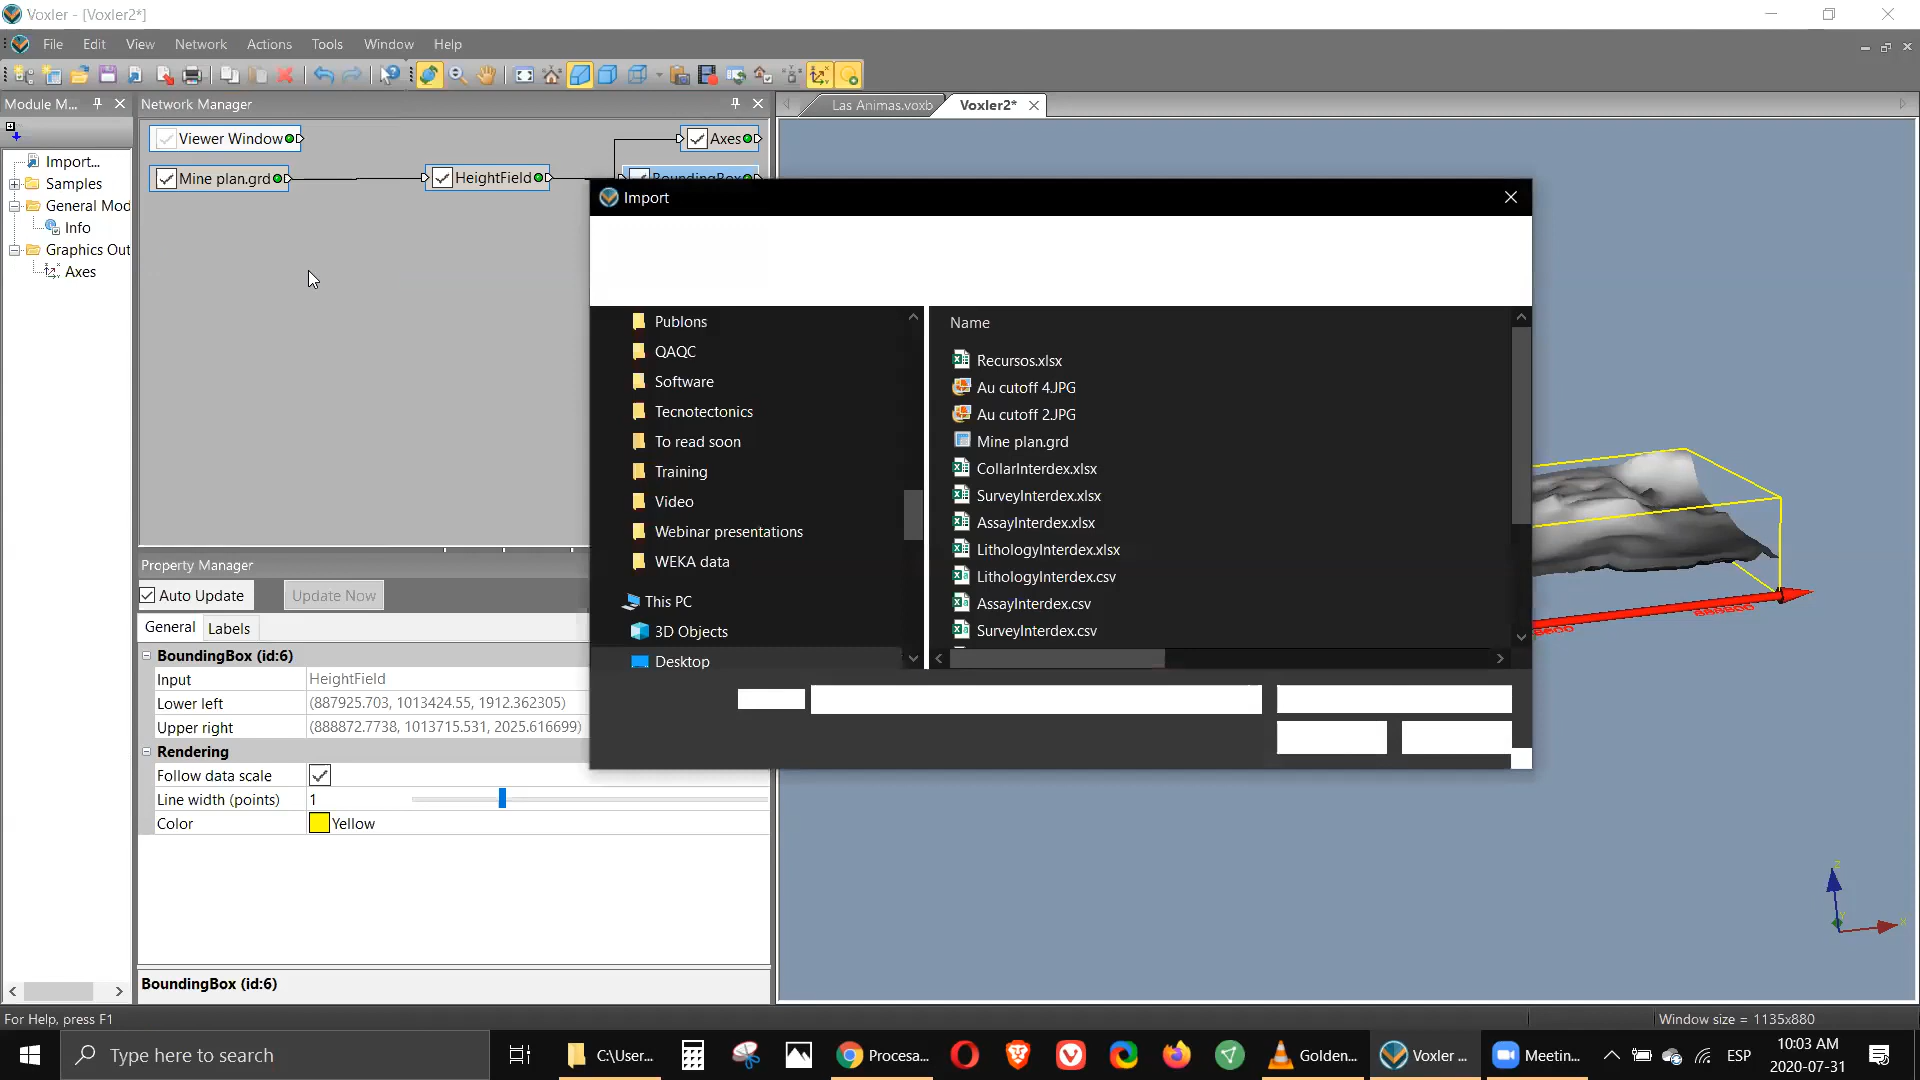 Voxler - [Voxler2*]
File Edit View Network Actions Tools Window Help
Module M...
Network Manager
Las Animas.voxb
Voxler2*
Import...
Samples
General Mod
Info
Graphics Out
Axes
Viewer Window
Axes
Mine plan.grd
HeightField
BoundingBox
Import
Publons
QAQC
Software
Tecnotectonics
To read soon
Training
Video
Webinar presentations
WEKA data
This PC
3D Objects
Desktop
Name
Recursos.xlsx
Au cutoff 4.JPG
Au cutoff 2.JPG
Mine plan.grd
CollarInterdex.xlsx
SurveyInterdex.xlsx
AssayInterdex.xlsx
LithologyInterdex.xlsx
LithologyInterdex.csv
AssayInterdex.csv
SurveyInterdex.csv
Property Manager
Auto Update
Update Now
General
Labels
BoundingBox (id:6)
Input HeightField
Lower left (887925.703, 1013424.55, 1912.362305)
Upper right (888872.7738, 1013715.531, 2025.616699)
Rendering
Follow data scale
Line width (points) 1
Color Yellow
BoundingBox (id:6)
For Help, press F1
Window size = 1135x880
Type here to search
C:\User...
Procesa...
Golden...
Voxler ...
Meetin...
ESP
10:03 AM
2020-07-31